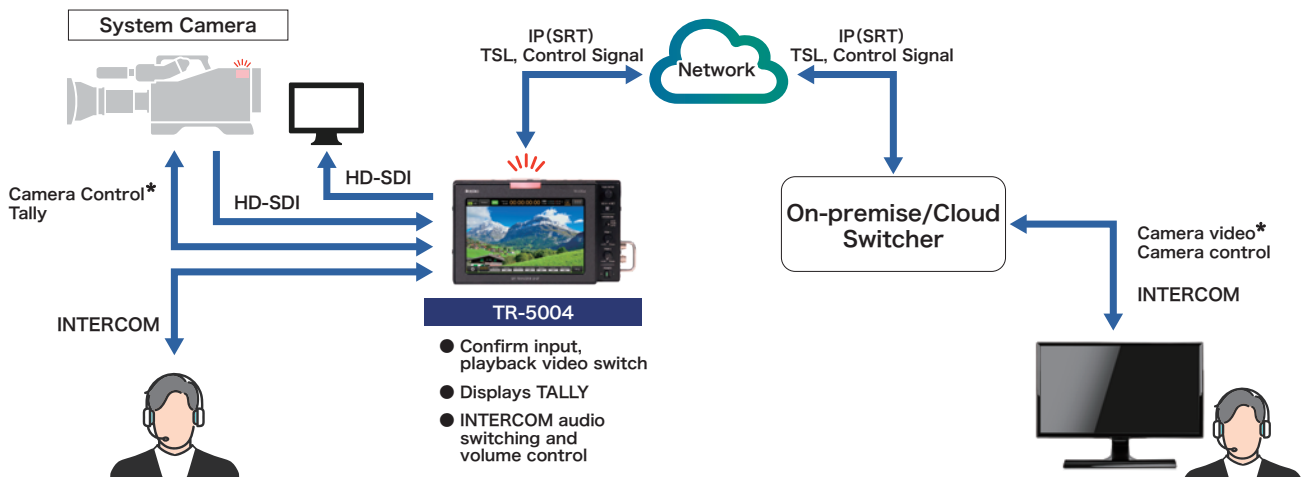 System Camera
IP(SRT)
TSL, Control Signal
Network
IP(SRT)
TSL, Control Signal
HD-SDI
Camera Control*
Tally
HD-SDI
INTERCOM
TR-5004
● Confirm input,
playback video switch
● Displays TALLY
● INTERCOM audio
switching and
volume control
On-premise/Cloud
Switcher
Camera video*
Camera control
INTERCOM